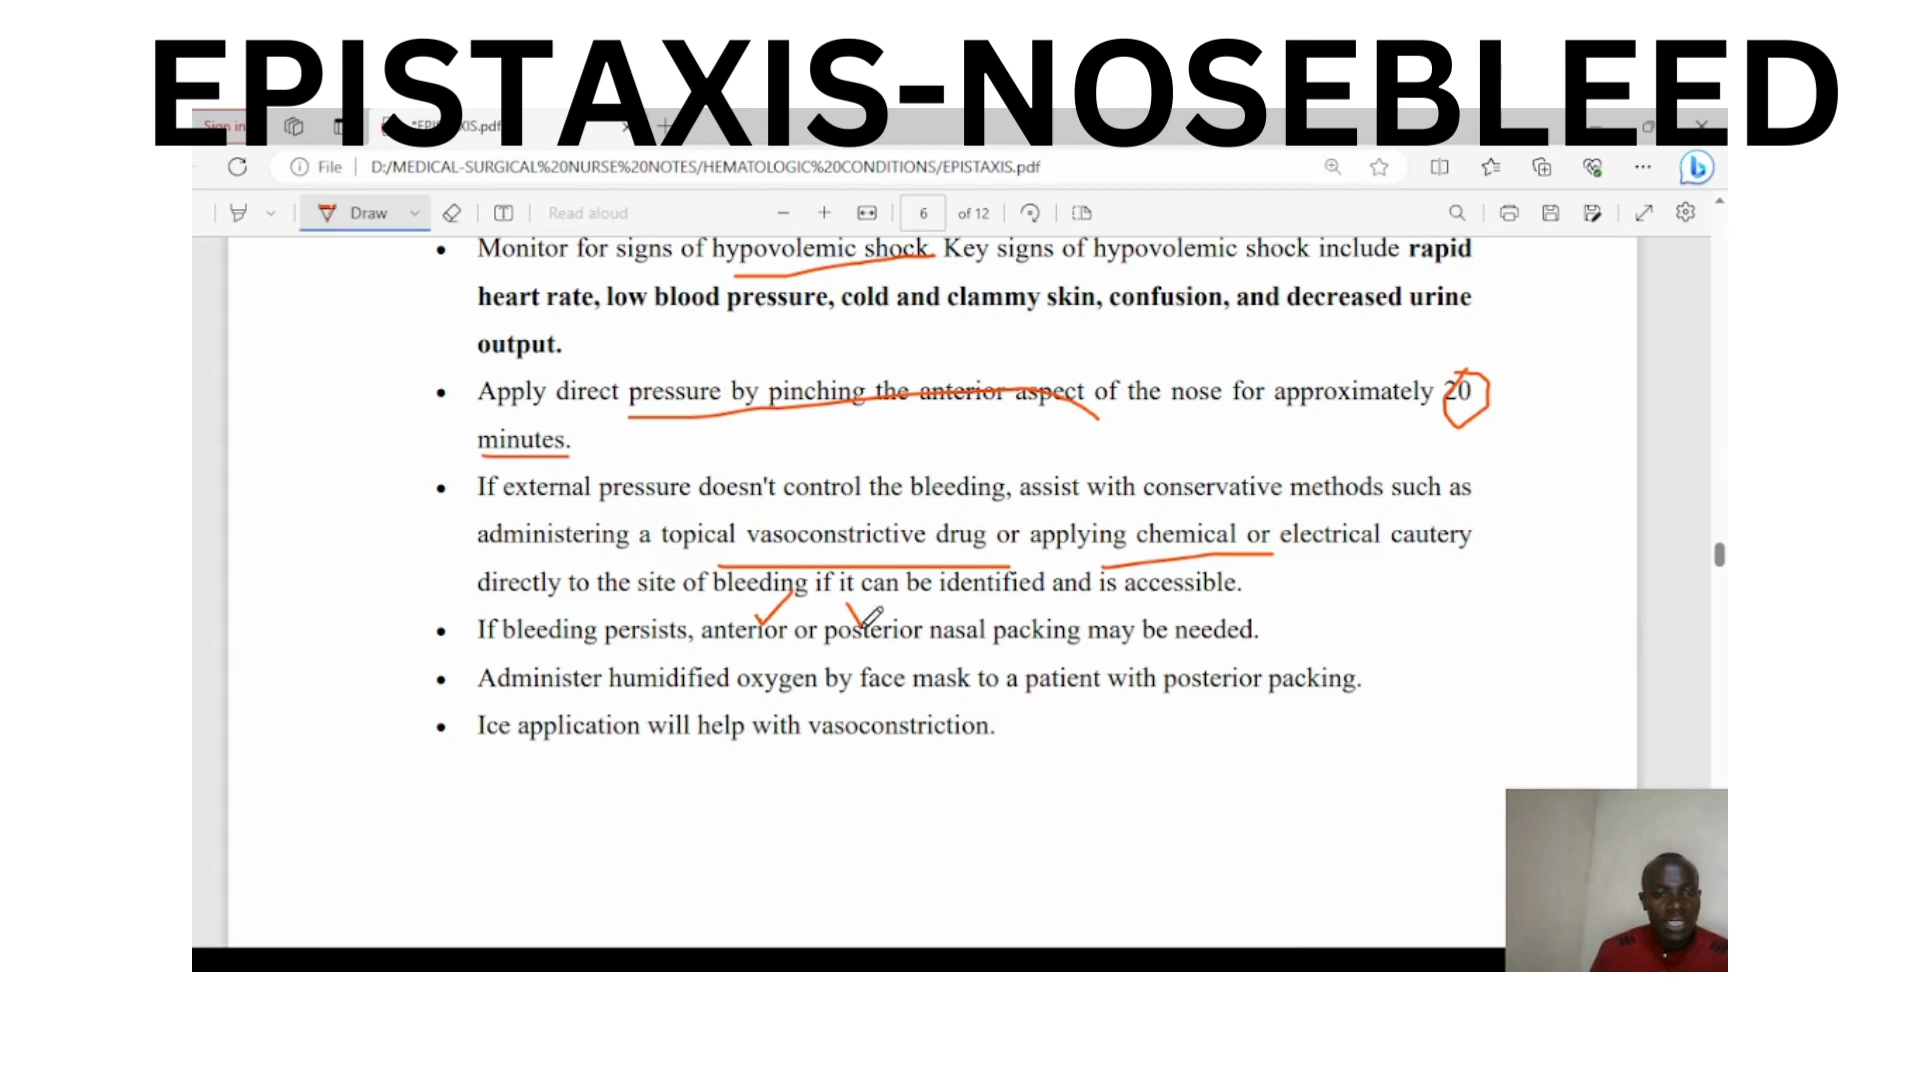 EPISTAXIS-NOSEBLEED
Sign in
File D:/MEDICAL-SURGICAL%20NURSE%20NOTES/HEMATOLOGIC%20CONDITIONS/EPISTAXIS.pdf
Draw Read aloud 6 of 12
• Monitor for signs of hypovolemic shock. Key signs of hypovolemic shock include rapid
heart rate, low blood pressure, cold and clammy skin, confusion, and decreased urine
output.
• Apply direct pressure by pinching the anterior aspect of the nose for approximately 20
minutes.
• If external pressure doesn't control the bleeding, assist with conservative methods such as
administering a topical vasoconstrictive drug or applying chemical or electrical cautery
directly to the site of bleeding if it can be identified and is accessible.
• If bleeding persists, anterior or posterior nasal packing may be needed.
• Administer humidified oxygen by face mask to a patient with posterior packing.
• Ice application will help with vasoconstriction.